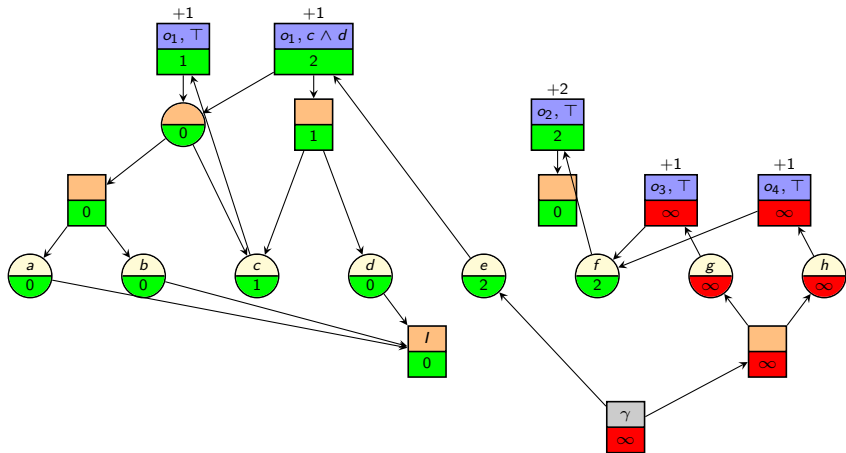 +1 +1
o₁, ⊤ o₁, c ∧ d
1 2
+2
o₂, ⊤
0 1 2
+1 +1
o₃, ⊤ o₄, ⊤
0 0 ∞ ∞
a b c d e f g h
0 0 1 0 2 2 ∞ ∞
I
0 ∞
γ
∞